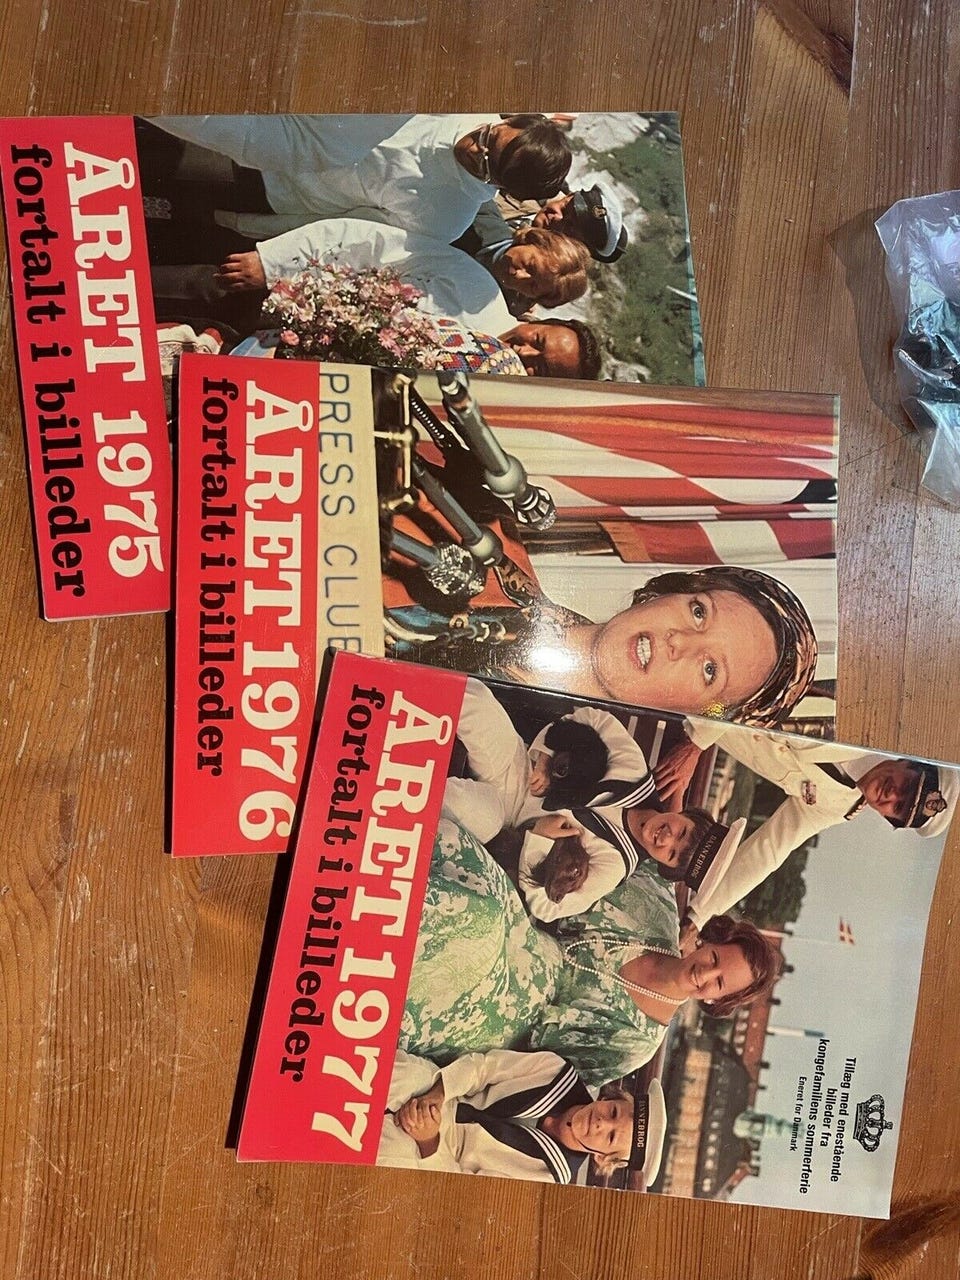 ÅRET 1975
fortalt i billeder
PRESS CLUB
ÅRET 1976
fortalt i billeder
Tillæg med enestående
billeder fra
kongefamiliens sommerferie
Eneret for Danmark
DANNEBROG
DANNEBROG
ÅRET 1977
fortalt i billeder